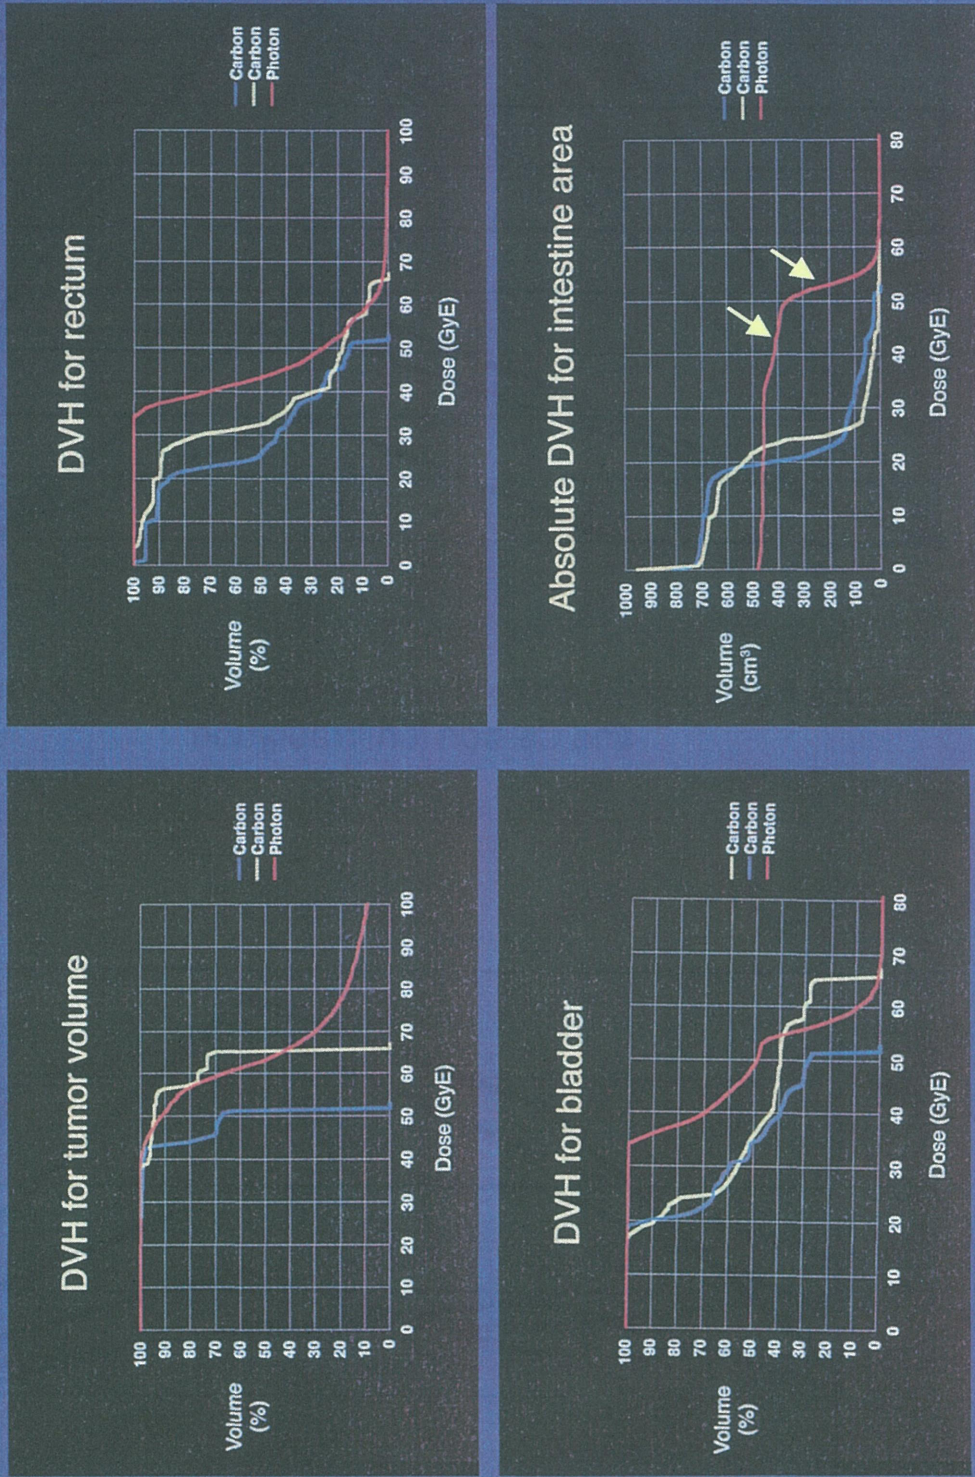 DVH for tumor volume
Volume
(%)
100
90
80
70
60
50
40
30
20
10
0
0 10 20 30 40 50 60 70 80 90 100
Dose (GyE)
Carbon
Carbon
Photon
DVH for rectum
Volume
(%)
100
90
80
70
60
50
40
30
20
10
0
0 10 20 30 40 50 60 70 80 90 100
Dose (GyE)
Carbon
Carbon
Photon
DVH for bladder
Volume
(%)
100
90
80
70
60
50
40
30
20
10
0
0 10 20 30 40 50 60 70 80
Dose (GyE)
Carbon
Carbon
Photon
Absolute DVH for intestine area
Volume
(cm³)
1000
900
800
700
600
500
400
300
200
100
0
0 10 20 30 40 50 60 70 80
Dose (GyE)
Carbon
Carbon
Photon